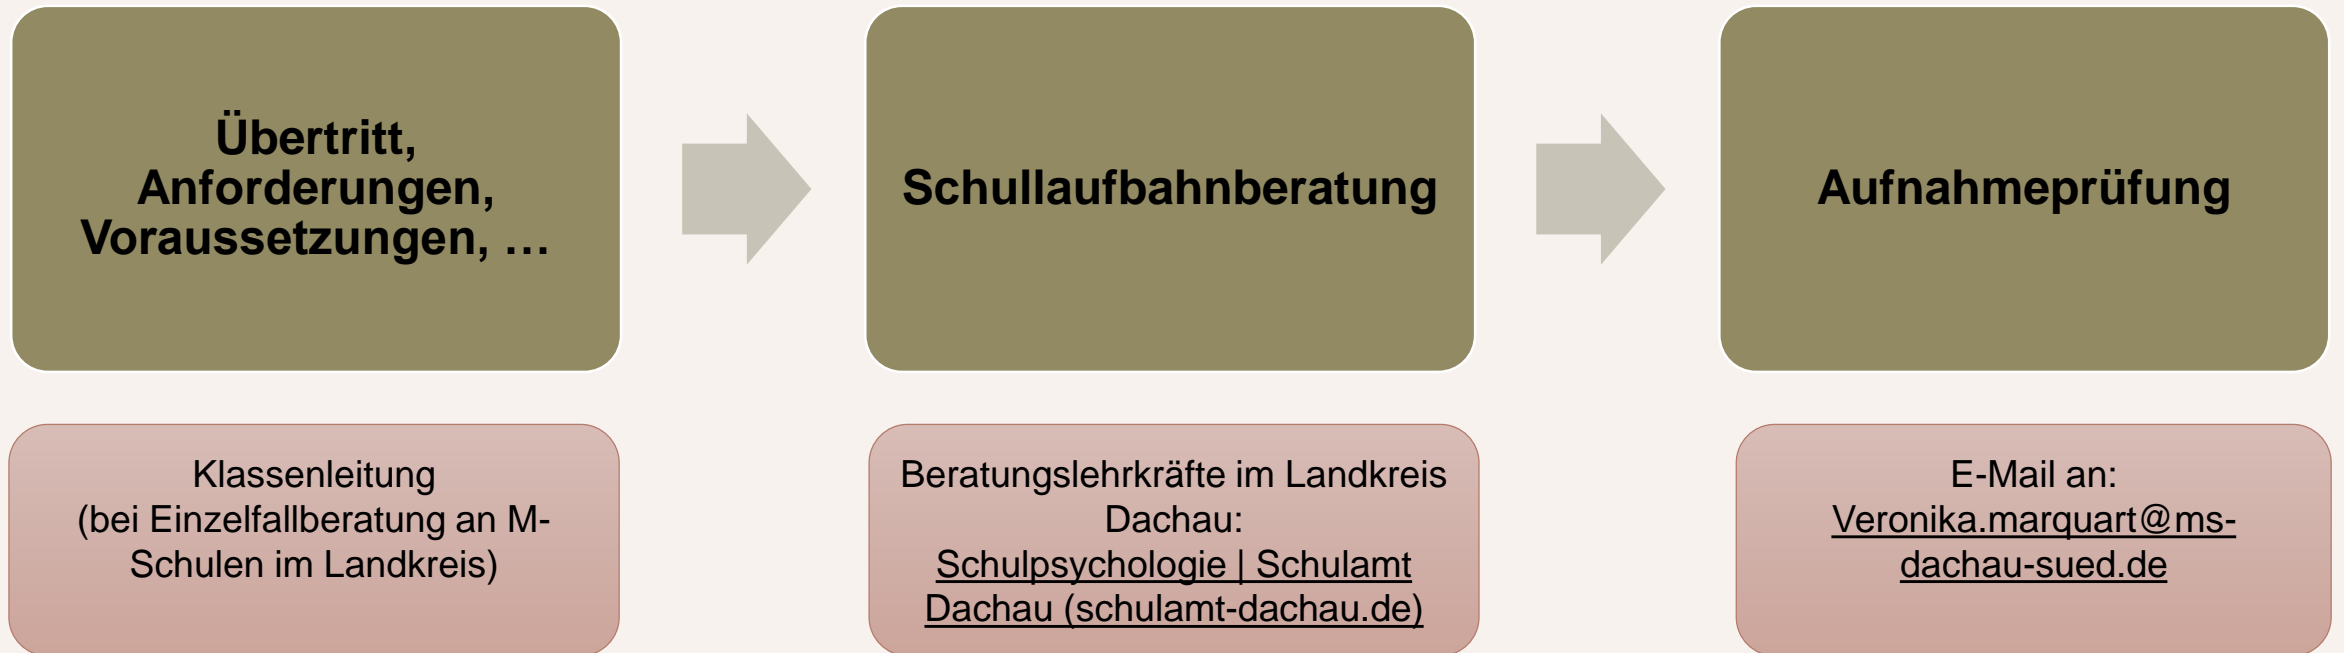 Übertritt,
Anforderungen,
Voraussetzungen, …
Schullaufbahnberatung
Aufnahmeprüfung
Klassenleitung
(bei Einzelfallberatung an M-
Schulen im Landkreis)
Beratungslehrkräfte im Landkreis
Dachau:
Schulpsychologie | Schulamt
Dachau (schulamt-dachau.de)
E-Mail an:
Veronika.marquart@ms-
dachau-sued.de